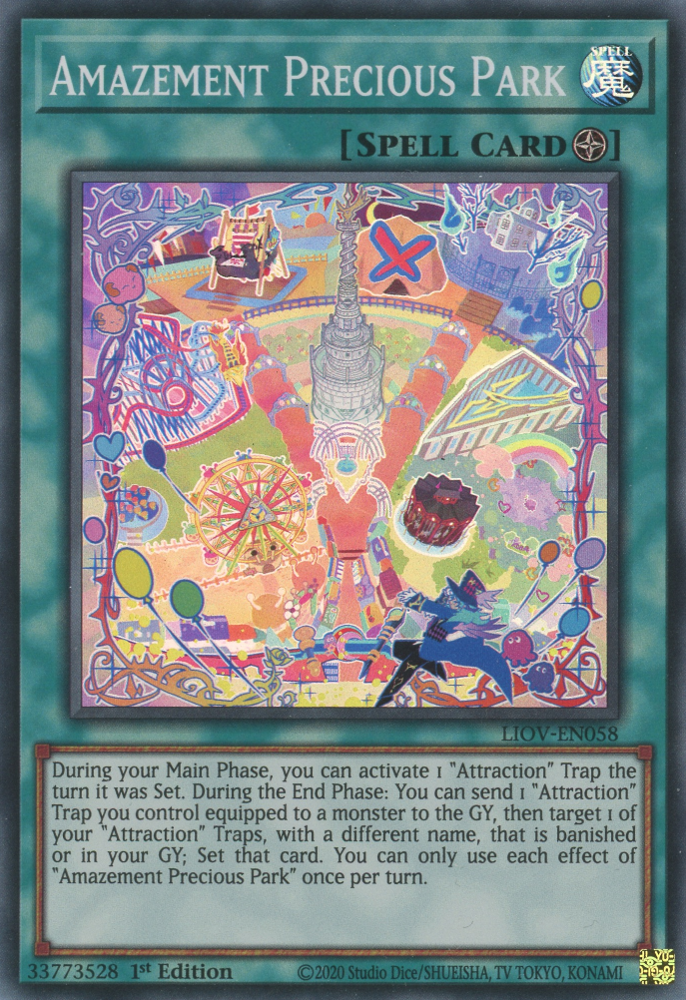 AMAZEMENT PRECIOUS PARK
SPELL
魔
[SPELL CARD]
LIOV-EN058
During your Main Phase, you can activate 1 "Attraction" Trap the
turn it was Set. During the End Phase: You can send 1 "Attraction"
Trap you control equipped to a monster to the GY, then target 1 of
your "Attraction" Traps, with a different name, that is banished
or in your GY; Set that card. You can only use each effect of
"Amazement Precious Park" once per turn.
33773528 1st Edition
©2020 Studio Dice/SHUEISHA, TV TOKYO, KONAMI